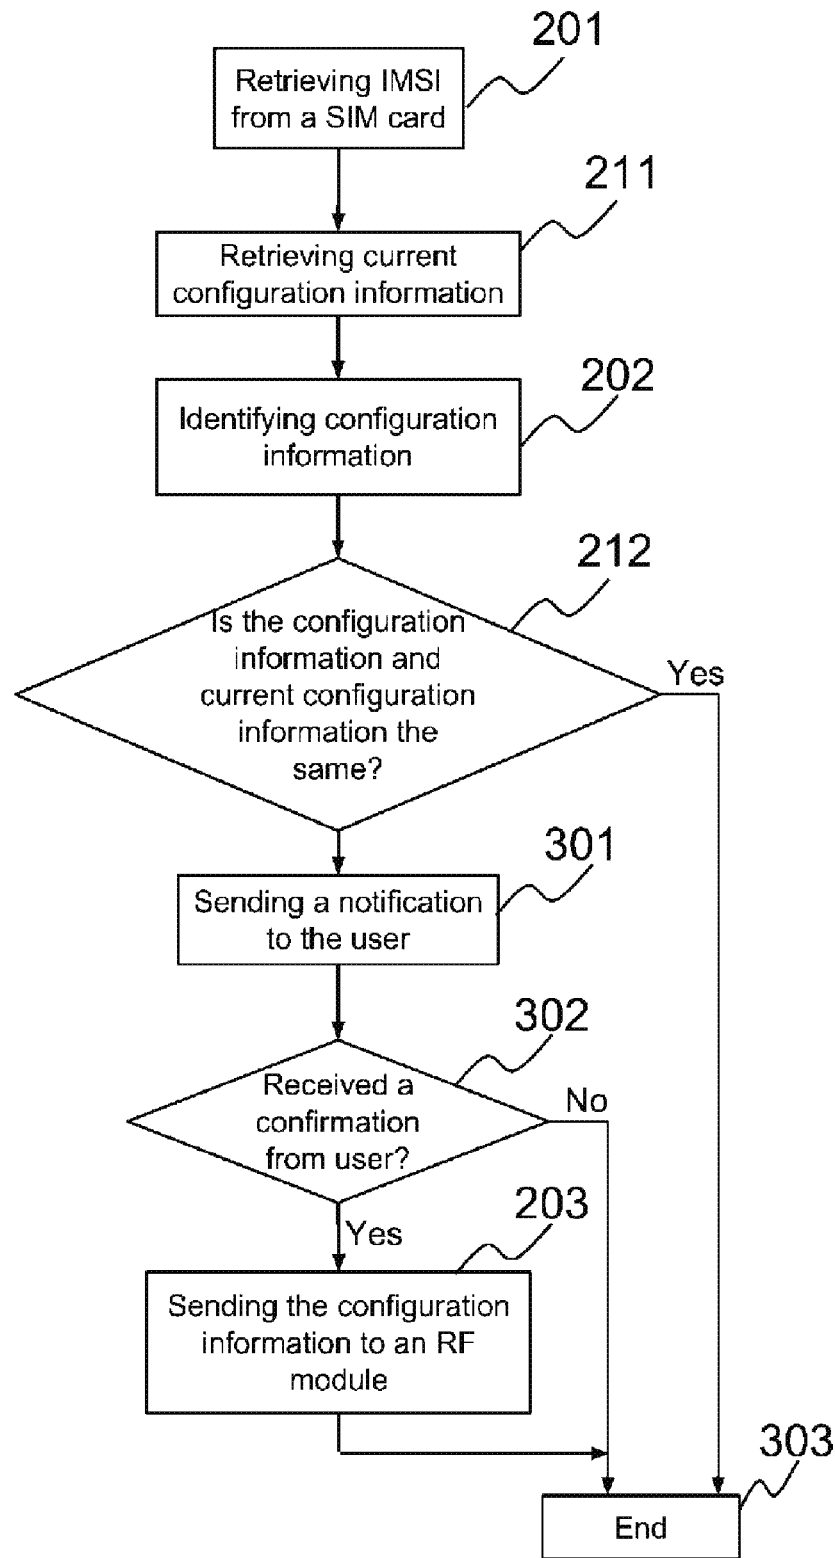 201
Retrieving IMSI
from a SIM card
211
Retrieving current
configuration information
202
Identifying configuration
information
212
Is the configuration
information and
current configuration
information the
same?
Yes
301
Sending a notification
to the user
302
Received a
confirmation
from user?
No
Yes
203
Sending the configuration
information to an RF
module
303
End